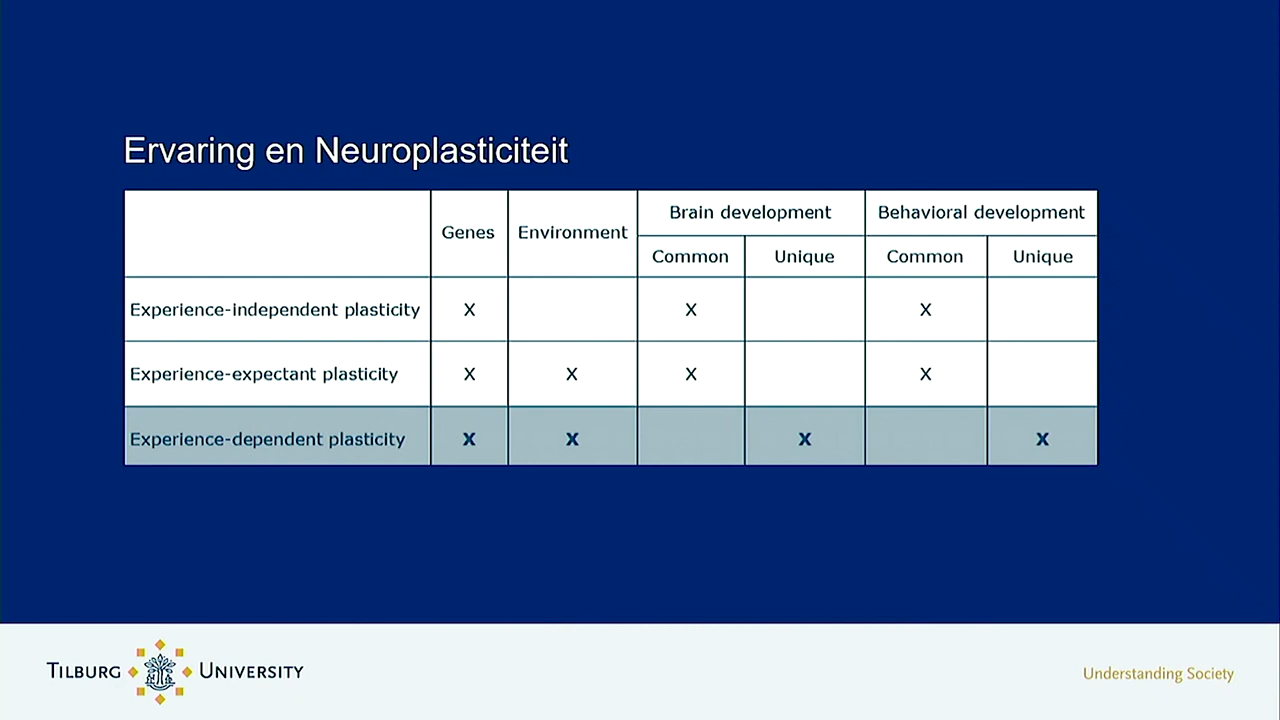 Ervaring en Neuroplasticiteit
Genes Environment Brain development Behavioral development
Common Unique Common Unique
Experience-independent plasticity X X X
Experience-expectant plasticity X X X X
Experience-dependent plasticity X X X X
TILBURG UNIVERSITY
Understanding Society